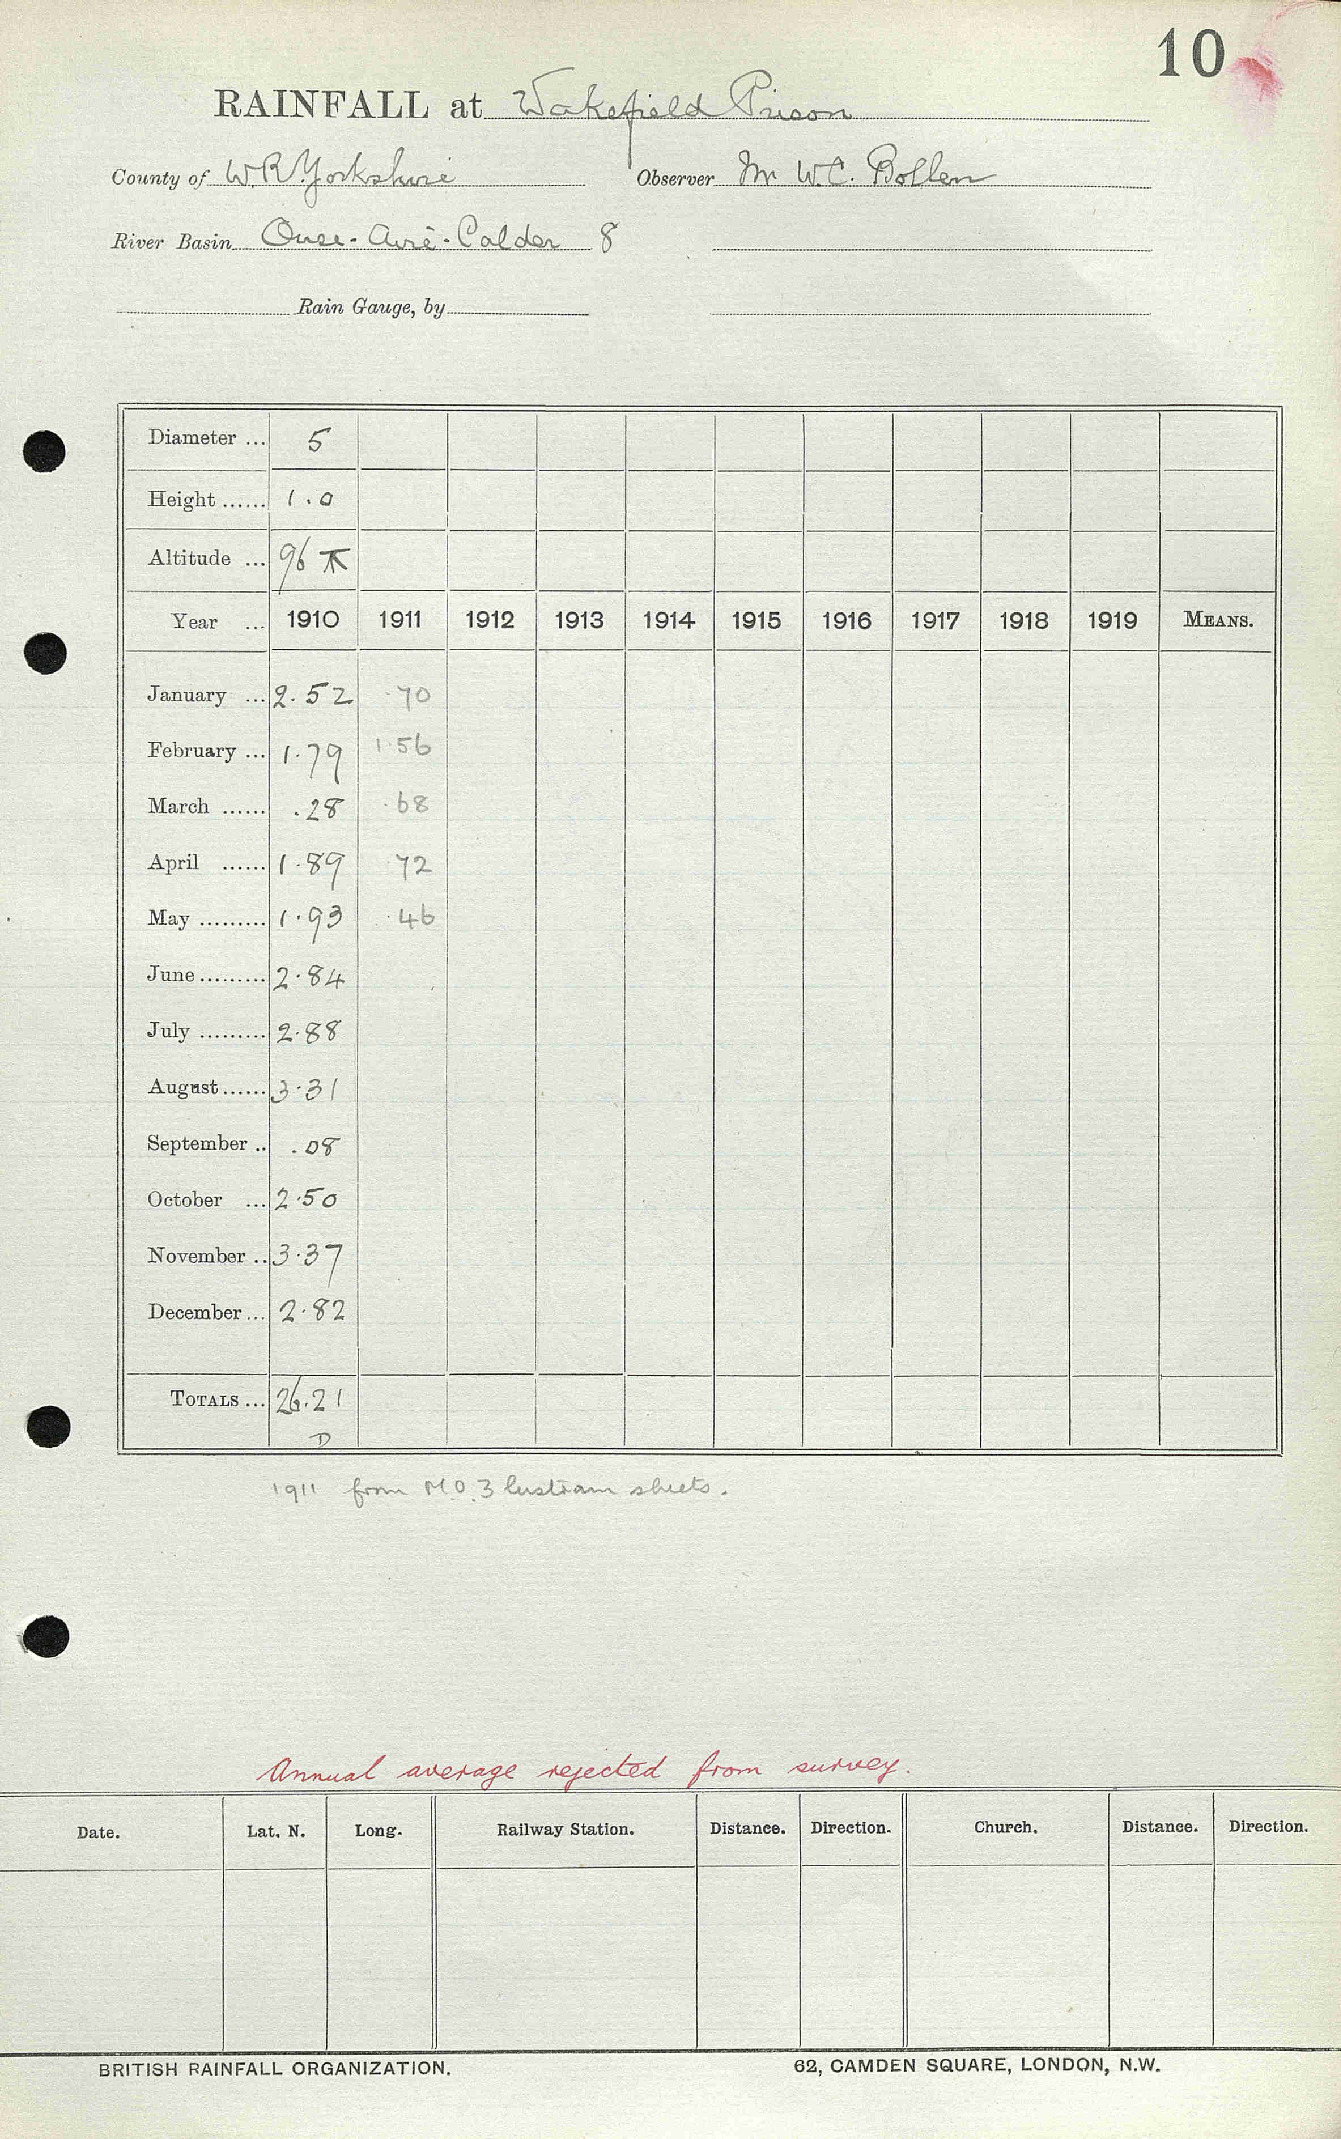 10
RAINFALL at Wakefield Prison
County of W.R. Yorkshire Observer Mr W.C. Bollen
River Basin Ouse-Aire-Calder 8
Rain Gauge, by
Diameter ... 5
Height ...... 1.0
Altitude ... 96
Year ... 1910 1911 1912 1913 1914 1915 1916 1917 1918 1919 MEANS.
January ... 2.52 .70
February ... 1.79 1.56
March ...... .28 .68
April ...... 1.89 72
May ......... 1.93 .46
June ......... 2.84
July ......... 2.88
August ...... 3.31
September .. .08
October ... 2.50
November .. 3.37
December ... 2.82
TOTALS ... 26.21
D
1911 from M.O. 3 lustram sheets.
Annual average rejected from survey.
Date. Lat. N. Long. Railway Station. Distance. Direction. Church. Distance. Direction.
BRITISH RAINFALL ORGANIZATION. 62, CAMDEN SQUARE, LONDON, N.W.